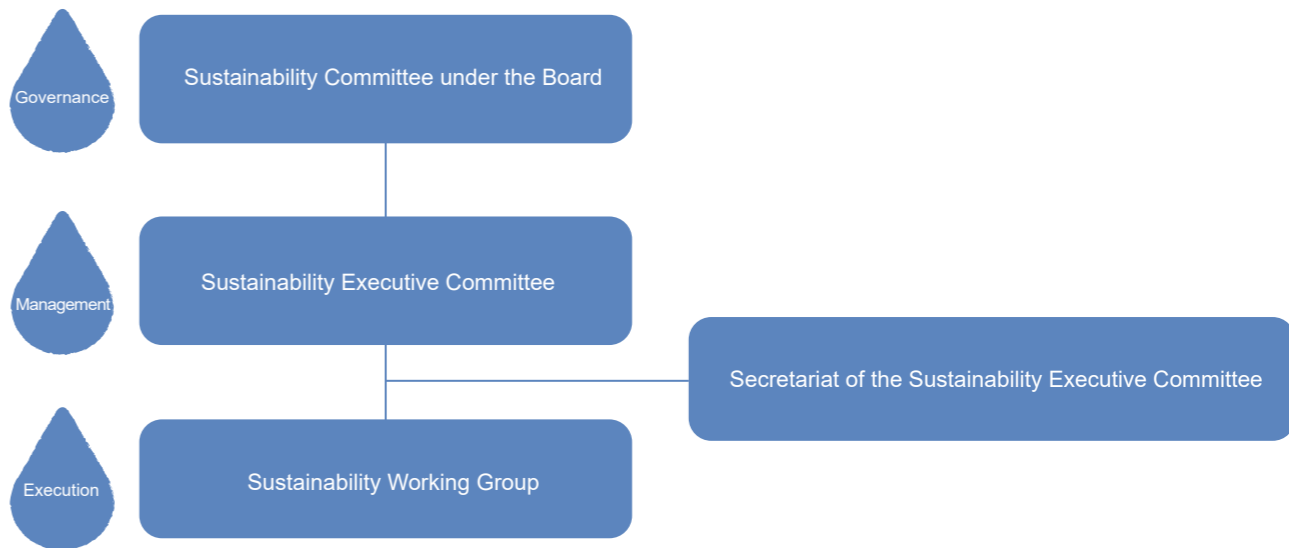 Governance
Sustainability Committee under the Board
Management
Sustainability Executive Committee
Secretariat of the Sustainability Executive Committee
Execution
Sustainability Working Group